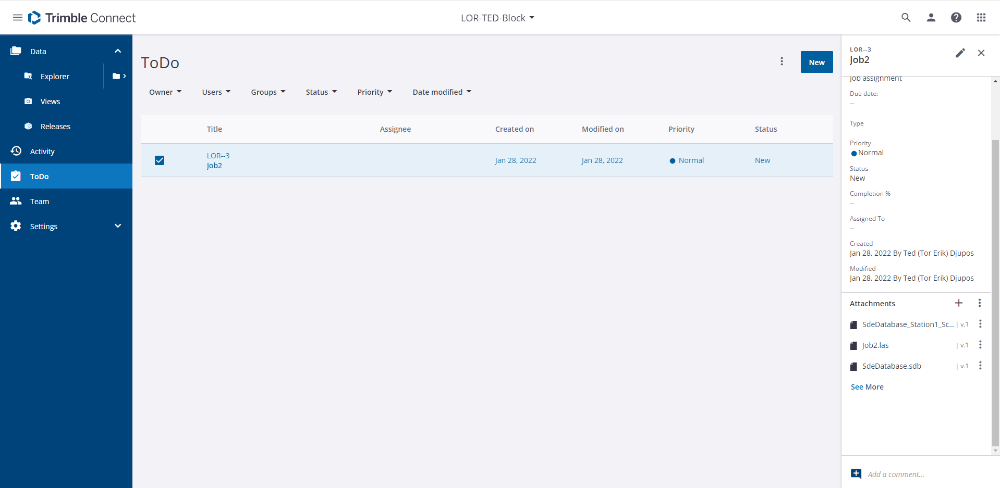 Trimble Connect
LOR-TED-Block
Data
Explorer
Views
Releases
Activity
ToDo
Team
Settings
ToDo
New
Owner Users Groups Status Priority Date modified
Title Assignee Created on Modified on Priority Status
LOR--3
Job2
Jan 28, 2022 Jan 28, 2022 Normal New
LOR--3
Job2
Job assignment
Due date:
--
Type
Priority
Normal
Status
New
Completion %
--
Assigned To
--
Created
Jan 28, 2022 By Ted (Tor Erik) Djupos
Modified
Jan 28, 2022 By Ted (Tor Erik) Djupos
Attachments
SdeDatabase_Station1_Sc... | v.1
Job2.las | v.1
SdeDatabase.sdb | v.1
See More
Add a comment...